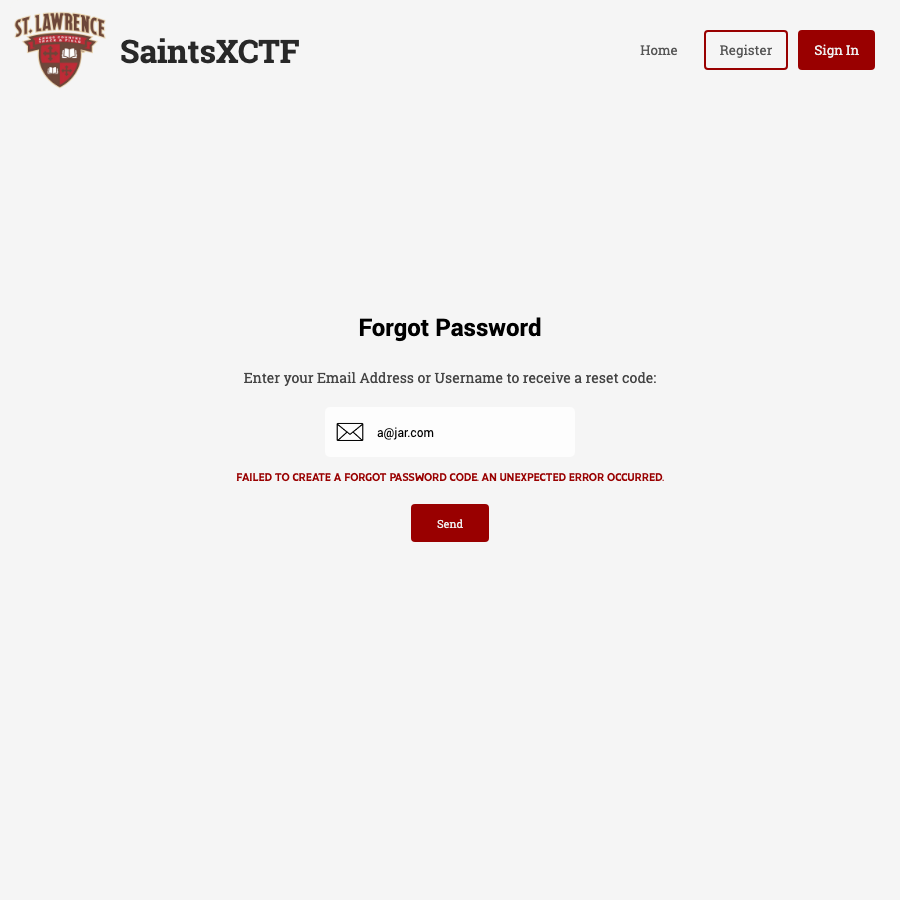 ST. LAWRENCE
SaintsXCTF
Home
Register
Sign In
Forgot Password
Enter your Email Address or Username to receive a reset code:
a@jar.com
FAILED TO CREATE A FORGOT PASSWORD CODE. AN UNEXPECTED ERROR OCCURRED.
Send